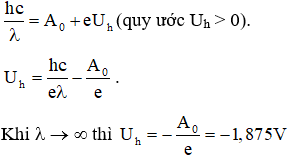 hc/λ = A₀ + eUₕ (quy ước Uₕ > 0).
Uₕ = hc/eλ − A₀/e .
Khi λ → ∞ thì Uₕ = −A₀/e = −1,875V